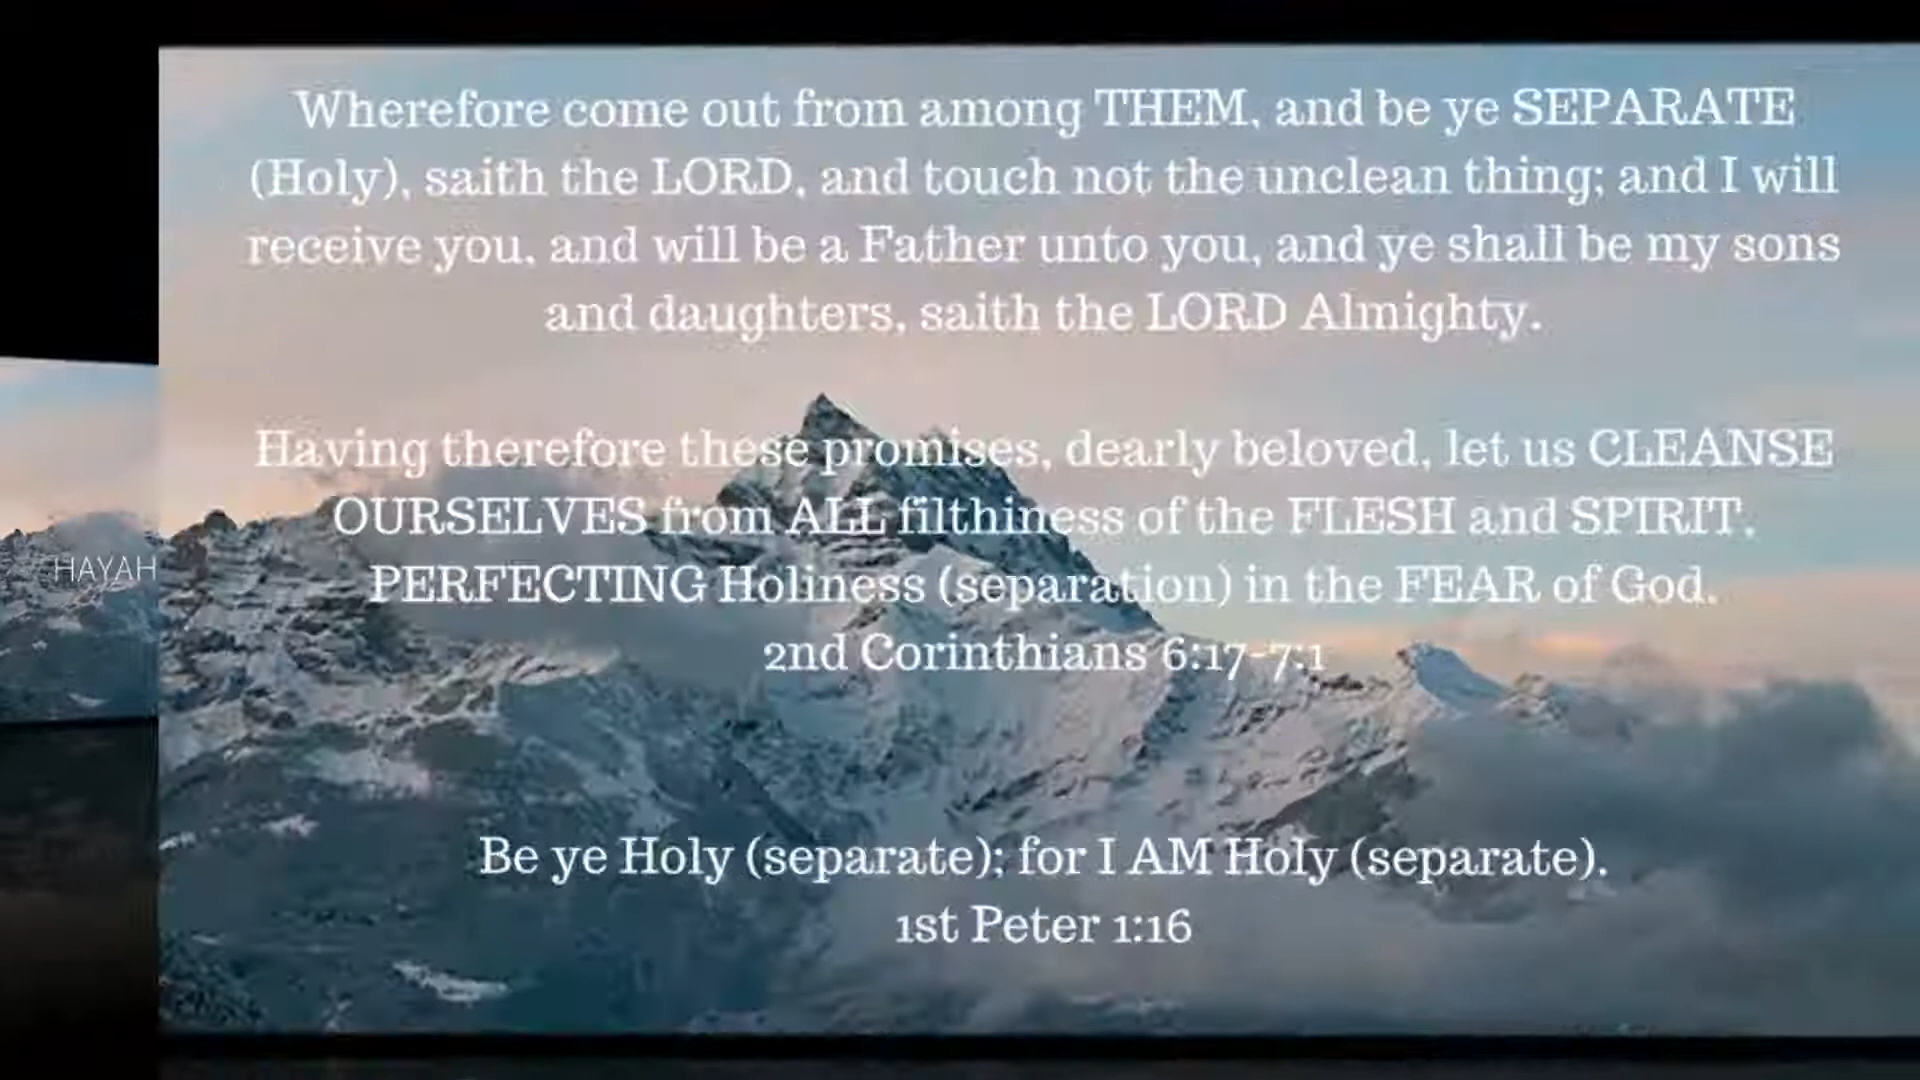 Wherefore come out from among THEM, and be ye SEPARATE
(Holy), saith the LORD, and touch not the unclean thing; and I will
receive you, and will be a Father unto you, and ye shall be my sons
and daughters, saith the LORD Almighty.
Having therefore these promises, dearly beloved, let us CLEANSE
OURSELVES from ALL filthiness of the FLESH and SPIRIT,
PERFECTING Holiness (separation) in the FEAR of God.
2nd Corinthians 6:17-7:1
Be ye Holy (separate); for I AM Holy (separate).
1st Peter 1:16
HAYAH